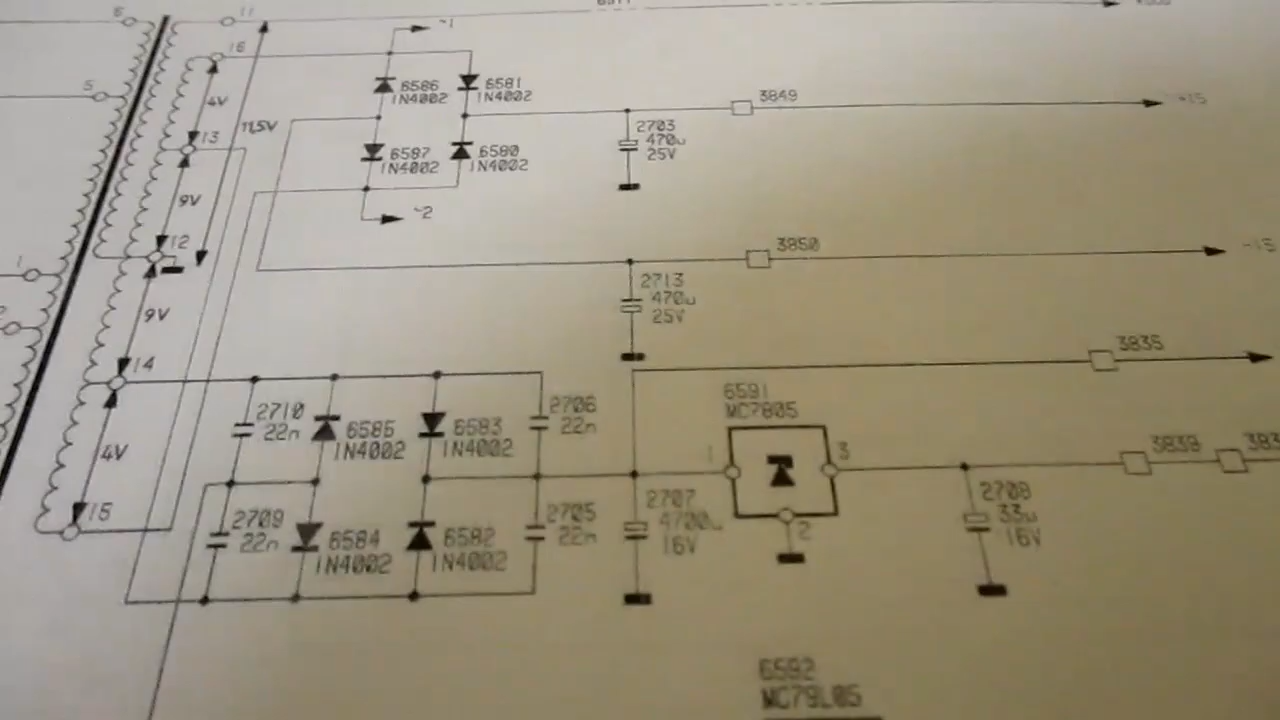 6
11
16
5
4V
13
11,5V
9V
12
1
9V
14
4V
15
~1
6586
1N4002
6581
1N4002
6587
1N4002
6580
1N4002
~2
2703
470u
25V
3849
+15
2713
470u
25V
3850
-15
3835
2710
22n
6585
1N4002
6583
1N4002
2706
22n
2709
22n
6584
1N4002
6582
1N4002
2705
22n
2707
4700u
16V
6591
MC7805
1
3
2
2708
33u
16V
3839
6592
MC79L05